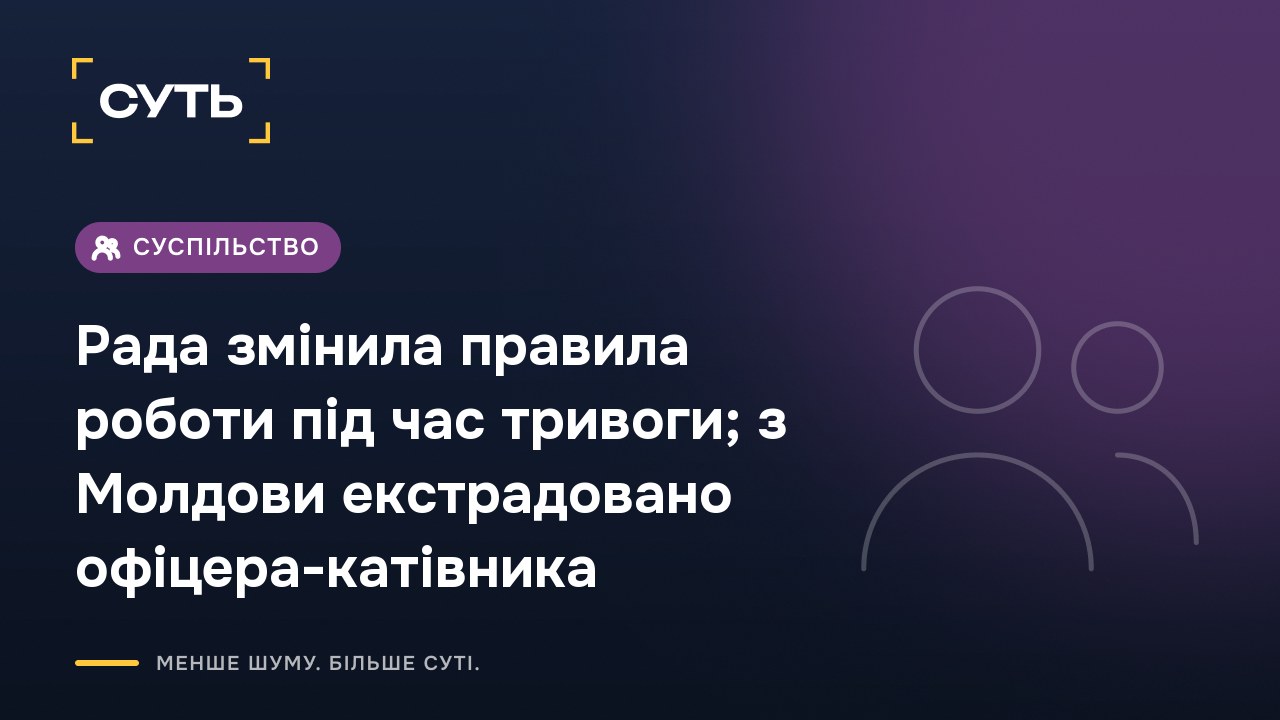 СУТЬ
СУСПІЛЬСТВО
Рада змінила правила
роботи під час тривоги; з
Молдови екстрадовано
офіцера-катівника
МЕНШЕ ШУМУ. БІЛЬШЕ СУТІ.